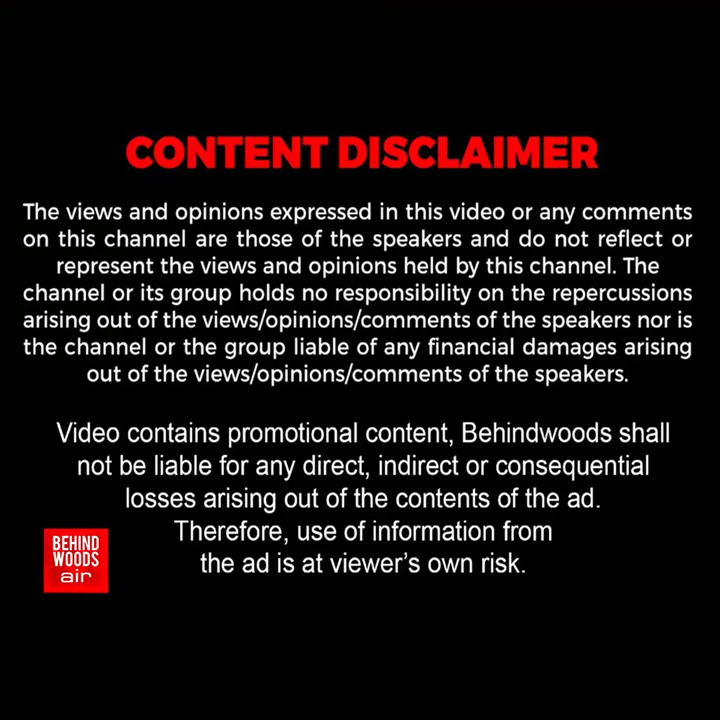 CONTENT DISCLAIMER
The views and opinions expressed in this video or any comments
on this channel are those of the speakers and do not reflect or
represent the views and opinions held by this channel. The
channel or its group holds no responsibility on the repercussions
arising out of the views/opinions/comments of the speakers nor is
the channel or the group liable of any financial damages arising
out of the views/opinions/comments of the speakers.
Video contains promotional content, Behindwoods shall
not be liable for any direct, indirect or consequential
losses arising out of the contents of the ad.
Therefore, use of information from
the ad is at viewer’s own risk.
BEHIND
WOODS
air